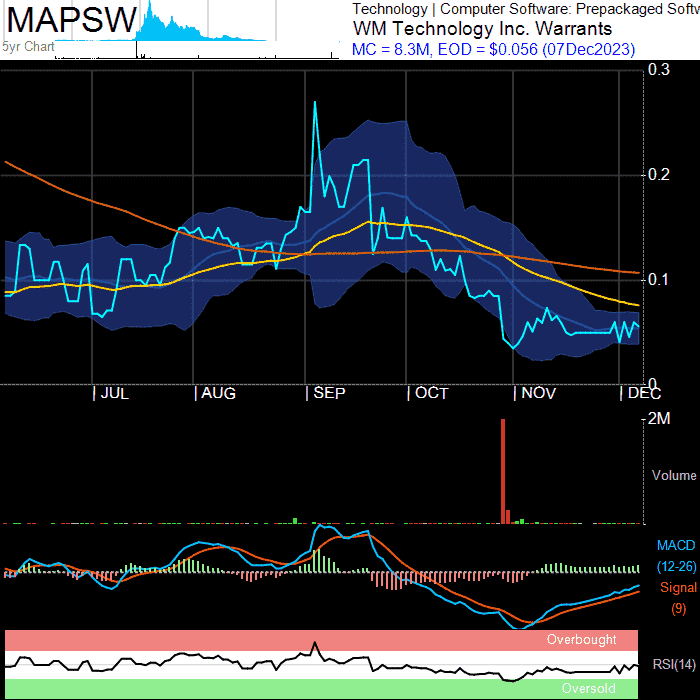 MAPSW
5yr Chart
Technology | Computer Software: Prepackaged Softw
WM Technology Inc. Warrants
MC = 8.3M, EOD = $0.056 (07Dec2023)
0.3
0.2
0.1
0
| JUL | AUG | SEP | OCT | NOV | DEC
2M
Volume
MACD
(12-26)
Signal
(9)
Overbought
RSI(14)
Oversold